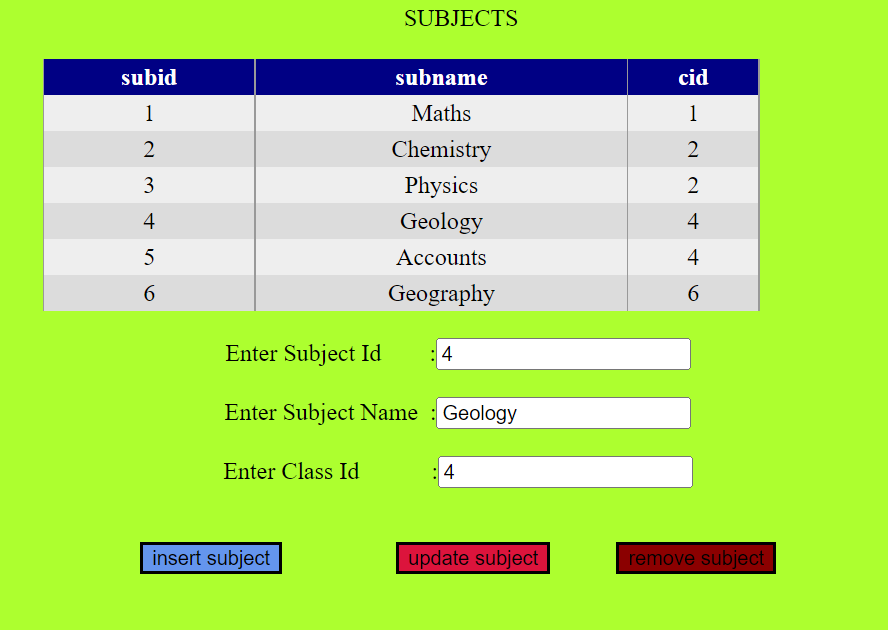 SUBJECTS
subid subname cid
1 Maths 1
2 Chemistry 2
3 Physics 2
4 Geology 4
5 Accounts 4
6 Geography 6
Enter Subject Id :4
Enter Subject Name :Geology
Enter Class Id :4
insert subject update subject remove subject